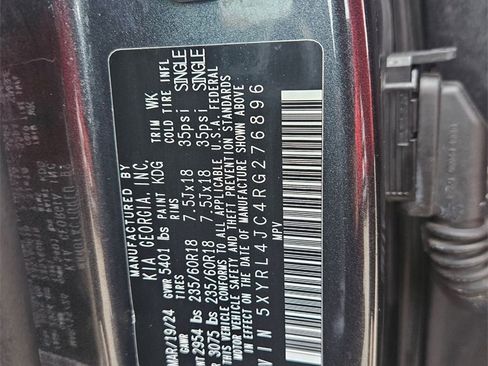 MANUFACTURED BY
KIA GEORGIA, INC.
MAR/19/24 GVWR 5401 lbs PAINT KDG TRIM WK
GAWR TIRES RIMS COLD TIRE INFL
2954 lbs 235/60R18 7.5Jx18 35psi SINGLE
3075 lbs 235/60R18 7.5Jx18 35psi SINGLE
VEHICLE CONFORMS TO ALL APPLICABLE U.S.A. FEDERAL
MOTOR VEHICLE SAFETY AND THEFT PREVENTION STANDARDS
IN EFFECT ON THE DATE OF MANUFACTURE SHOWN ABOVE
VIN 5XYRL4JC4RG276896
MPV